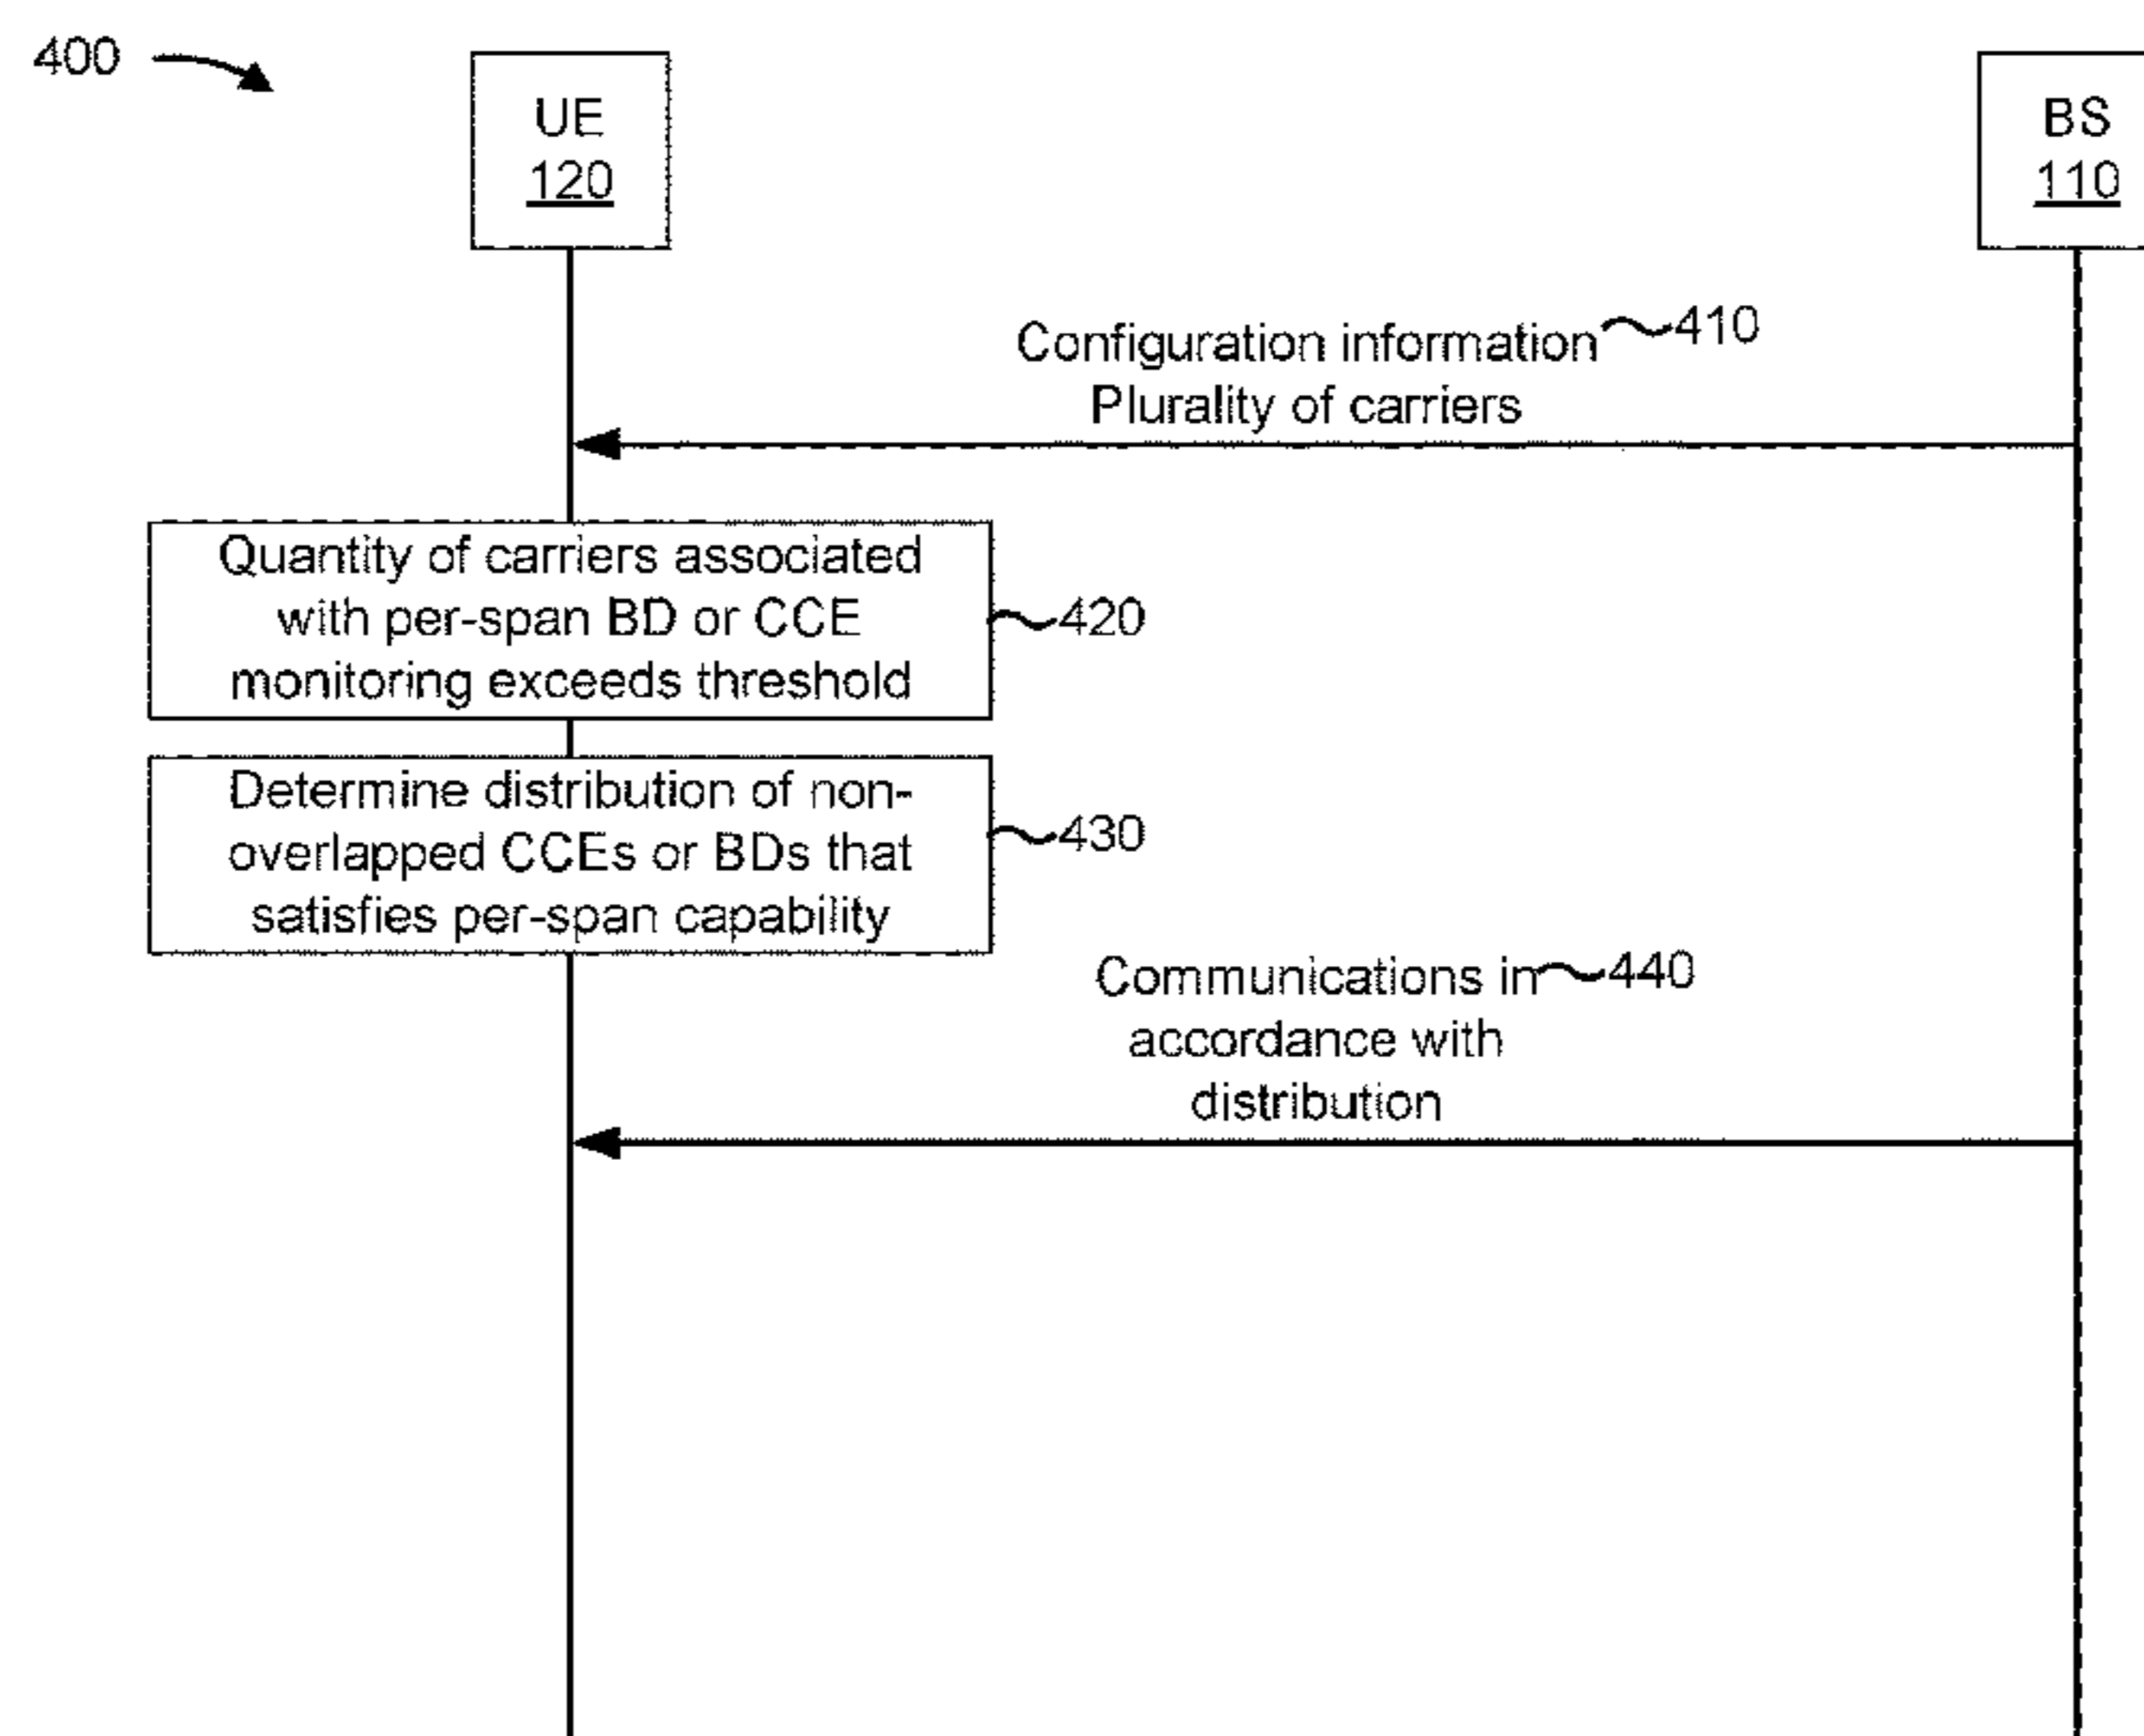 400
UE
120
BS
110
Configuration information 410
Plurality of carriers
Quantity of carriers associated
with per-span BD or CCE
monitoring exceeds threshold
420
Determine distribution of non-
overlapped CCEs or BDs that
satisfies per-span capability
430
Communications in 440
accordance with
distribution